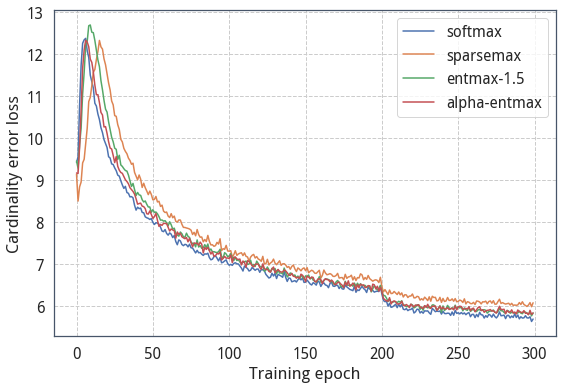 Cardinality error loss
13
12
11
10
9
8
7
6
softmax
sparsemax
entmax-1.5
alpha-entmax
0 50 100 150 200 250 300
Training epoch